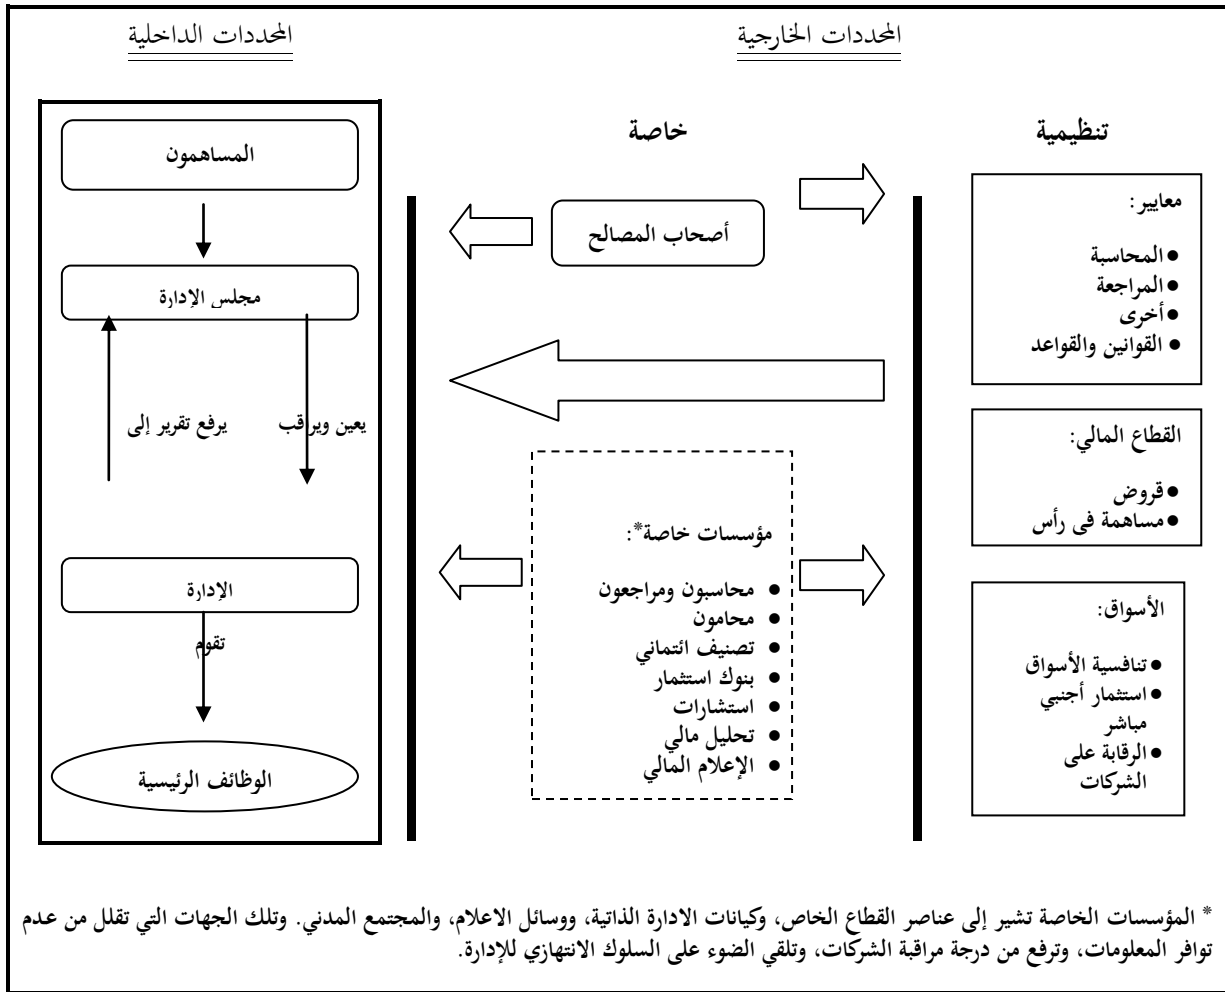 المحددات الخارجية
المحددات الداخلية
تنظيمية
خاصة
معايير:
● المحاسبة
● المراجعة
● أخرى
● القوانين والقواعد
القطاع المالي:
● قروض
● مساهمة فى رأس
الأسواق:
● تنافسية الأسواق
● استثمار أجنبي
مباشر
● الرقابة على
الشركات
أصحاب المصالح
مؤسسات خاصة*:
● محاسبون ومراجعون
● محامون
● تصنيف ائتماني
● بنوك استثمار
● استشارات
● تحليل مالي
● الإعلام المالي
المساهمون
مجلس الإدارة
يعين ويراقب
يرفع تقرير إلى
الإدارة
تقوم
الوظائف الرئيسية
* المؤسسات الخاصة تشير إلى عناصر القطاع الخاص، وكيانات الادارة الذاتية، ووسائل الاعلام، والمجتمع المدني. وتلك الجهات التي تقلل من عدم
توافر المعلومات، وترفع من درجة مراقبة الشركات، وتلقي الضوء على السلوك الانتهازي للإدارة.